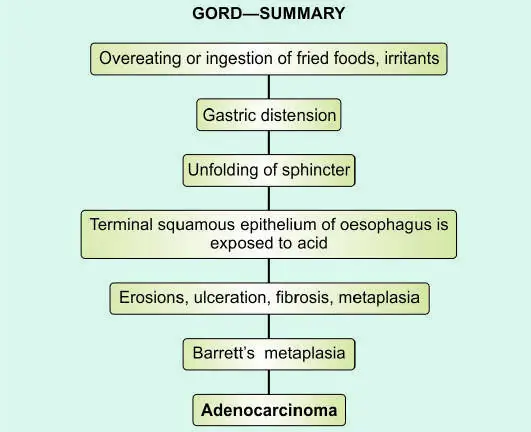 GORD—SUMMARY
Overeating or ingestion of fried foods, irritants
Gastric distension
Unfolding of sphincter
Terminal squamous epithelium of oesophagus is
exposed to acid
Erosions, ulceration, fibrosis, metaplasia
Barrett's metaplasia
Adenocarcinoma